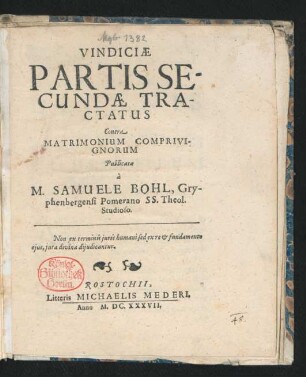 VINDICIÆ
PARTIS SE-
CUNDÆ TRA-
CTATUS
Contra
MATRIMONIUM COMPRIVI-
GNORUM
Publicatæ
à
M. SAMUELE BOHL, Gry-
phenbergensi Pomerano SS. Theol.
Studioso.
Non ex terminis juris humani sed ex re & fundamento
ejus, jura divina dijudicantur.
ROSTOCHII,
Litteris MICHAELIS MEDERI,
Anno M. DC. XXXVII.
Bibliothek
Berlin